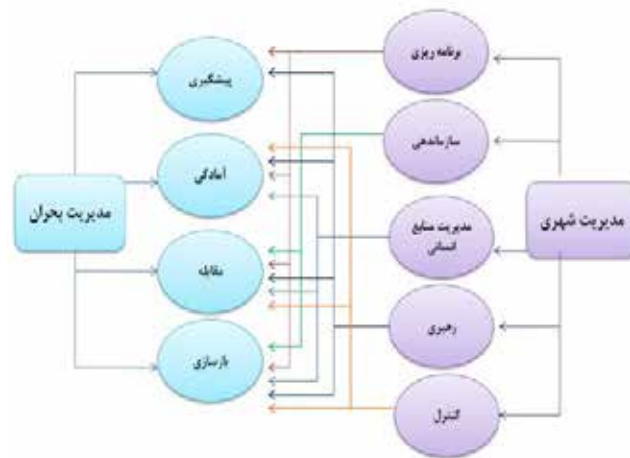 برنامه ریزی
پیشگیری
سازماندهی
آمادگی
مدیریت شهری
مدیریت بحران
مدیریت منابع
انسانی
مقابله
رهبری
بازسازی
کنترل